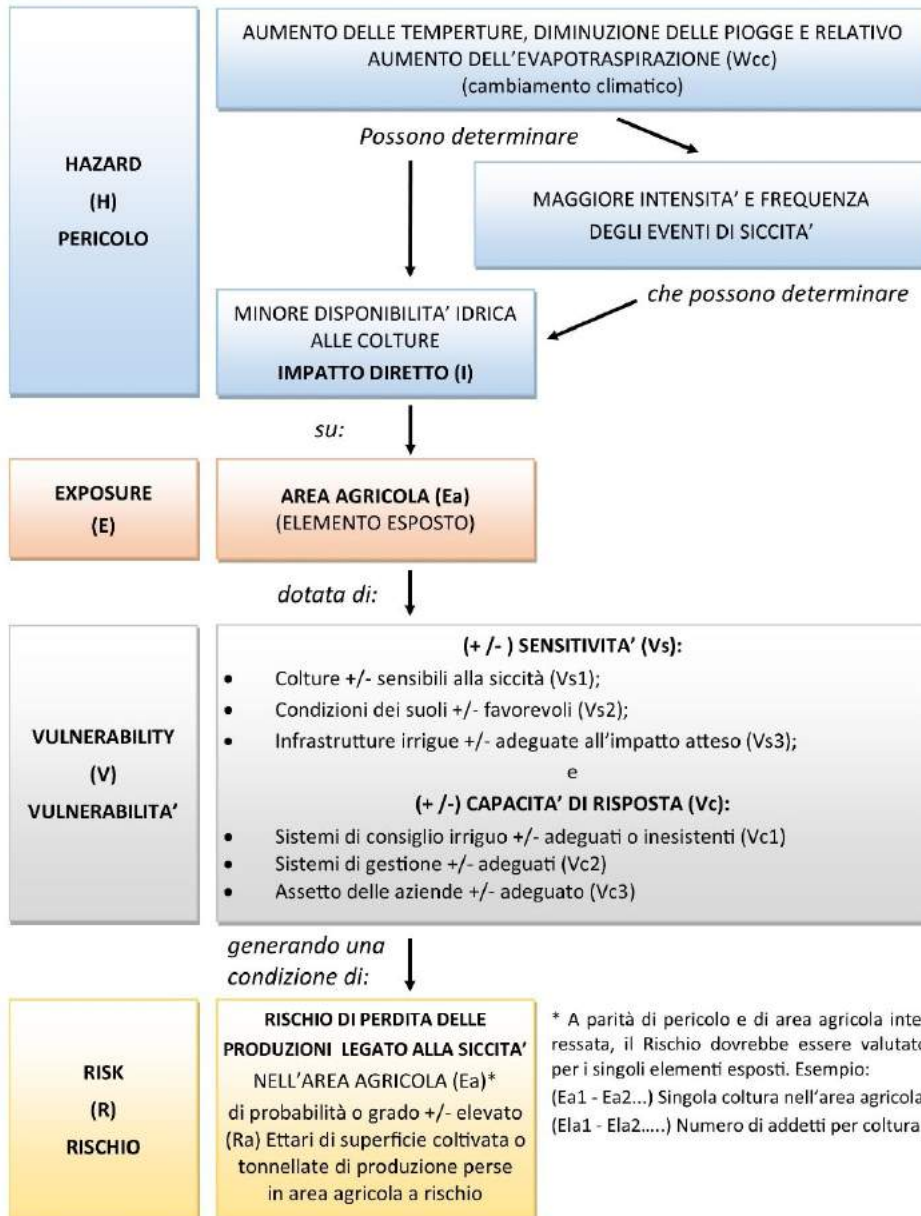 AUMENTO DELLE TEMPERTURE, DIMINUZIONE DELLE PIOGGE E RELATIVO
AUMENTO DELL'EVAPOTRASPIRAZIONE (Wcc)
(cambiamento climatico)
Possono determinare
HAZARD
(H)
PERICOLO
MAGGIORE INTENSITA' E FREQUENZA
DEGLI EVENTI DI SICCITA'
che possono determinare
MINORE DISPONIBILITA' IDRICA
ALLE COLTURE
IMPATTO DIRETTO (I)
su:
EXPOSURE
(E)
AREA AGRICOLA (Ea)
(ELEMENTO ESPOSTO)
dotata di:
VULNERABILITY
(V)
VULNERABILITA'
(+ /- ) SENSITIVITA' (Vs):
• Colture +/- sensibili alla siccità (Vs1);
• Condizioni dei suoli +/- favorevoli (Vs2);
• Infrastrutture irrigue +/- adeguate all'impatto atteso (Vs3);
e
(+ /-) CAPACITA' DI RISPOSTA (Vc):
• Sistemi di consiglio irriguo +/- adeguati o inesistenti (Vc1)
• Sistemi di gestione +/- adeguati (Vc2)
• Assetto delle aziende +/- adeguato (Vc3)
generando una
condizione di:
RISK
(R)
RISCHIO
RISCHIO DI PERDITA DELLE
PRODUZIONI LEGATO ALLA SICCITA'
NELL'AREA AGRICOLA (Ea)*
di probabilità o grado +/- elevato
(Ra) Ettari di superficie coltivata o
tonnellate di produzione perse
in area agricola a rischio
* A parità di pericolo e di area agricola inte-
ressata, il Rischio dovrebbe essere valutato
per i singoli elementi esposti. Esempio:
(Ea1 - Ea2...) Singola coltura nell'area agricola
(Ela1 - Ela2.....) Numero di addetti per coltura